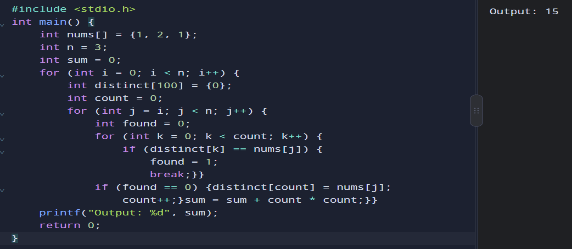 #include <stdio.h>
int main() {
    int nums[] = {1, 2, 1};
    int n = 3;
    int sum = 0;
    for (int i = 0; i < n; i++) {
        int distinct[100] = {0};
        int count = 0;
        for (int j = i; j < n; j++) {
            int found = 0;
            for (int k = 0; k < count; k++) {
                if (distinct[k] == nums[j]) {
                    found = 1;
                    break;}}
            if (found == 0) {distinct[count] = nums[j];
                count++;}sum = sum + count * count;}}
    printf("Output: %d", sum);
    return 0;
}
Output: 15